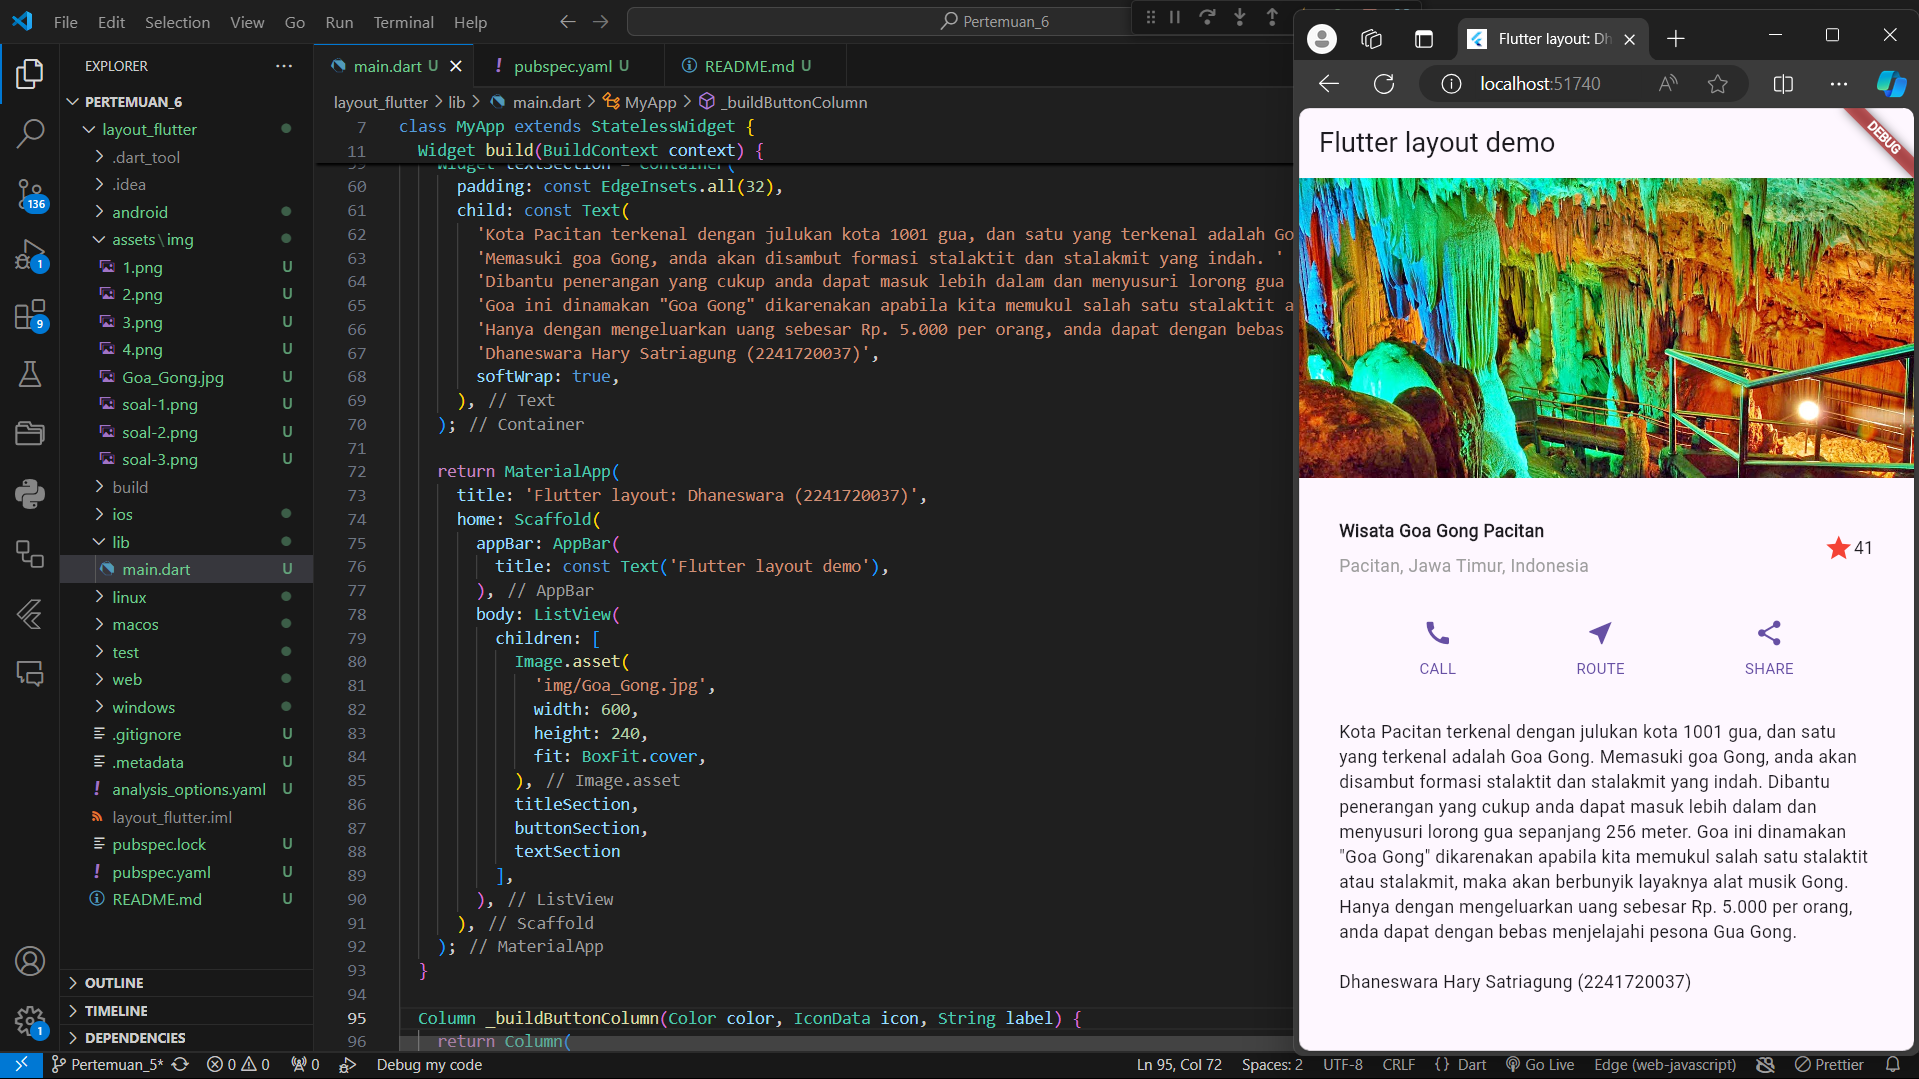 File Edit Selection View Go Run Terminal Help
Pertemuan_6
EXPLORER
PERTEMUAN_6
layout_flutter
.dart_tool
.idea
android
assets\img
1.png U
2.png U
3.png U
4.png U
Goa_Gong.jpg U
soal-1.png U
soal-2.png U
soal-3.png U
build
ios
lib
main.dart U
linux
macos
test
web
windows
.gitignore U
.metadata U
analysis_options.yaml U
layout_flutter.iml
pubspec.lock U
pubspec.yaml U
README.md U
OUTLINE
TIMELINE
DEPENDENCIES
136
1
9
1
main.dart U
pubspec.yaml U
README.md U
layout_flutter > lib > main.dart > MyApp > _buildButtonColumn
7 class MyApp extends StatelessWidget {
11 Widget build(BuildContext context) {
59 Widget textSection = Container(
60 padding: const EdgeInsets.all(32),
61 child: const Text(
62 'Kota Pacitan terkenal dengan julukan kota 1001 gua, dan satu yang terkenal adalah Go
63 'Memasuki goa Gong, anda akan disambut formasi stalaktit dan stalakmit yang indah. '
64 'Dibantu penerangan yang cukup anda dapat masuk lebih dalam dan menyusuri lorong gua
65 'Goa ini dinamakan "Goa Gong" dikarenakan apabila kita memukul salah satu stalaktit a
66 'Hanya dengan mengeluarkan uang sebesar Rp. 5.000 per orang, anda dapat dengan bebas
67 'Dhaneswara Hary Satriagung (2241720037)',
68 softWrap: true,
69 ), // Text
70 ); // Container
71
72 return MaterialApp(
73 title: 'Flutter layout: Dhaneswara (2241720037)',
74 home: Scaffold(
75 appBar: AppBar(
76 title: const Text('Flutter layout demo'),
77 ), // AppBar
78 body: ListView(
79 children: [
80 Image.asset(
81 'img/Goa_Gong.jpg',
82 width: 600,
83 height: 240,
84 fit: BoxFit.cover,
85 ), // Image.asset
86 titleSection,
87 buttonSection,
88 textSection
89 ],
90 ), // ListView
91 ), // Scaffold
92 ); // MaterialApp
93 }
94
95 Column _buildButtonColumn(Color color, IconData icon, String label) {
96 return Column(
Flutter layout: Dh
localhost:51740
Flutter layout demo
DEBUG
Wisata Goa Gong Pacitan
Pacitan, Jawa Timur, Indonesia
41
CALL ROUTE SHARE
Kota Pacitan terkenal dengan julukan kota 1001 gua, dan satu
yang terkenal adalah Goa Gong. Memasuki goa Gong, anda akan
disambut formasi stalaktit dan stalakmit yang indah. Dibantu
penerangan yang cukup anda dapat masuk lebih dalam dan
menyusuri lorong gua sepanjang 256 meter. Goa ini dinamakan
"Goa Gong" dikarenakan apabila kita memukul salah satu stalaktit
atau stalakmit, maka akan berbunyik layaknya alat musik Gong.
Hanya dengan mengeluarkan uang sebesar Rp. 5.000 per orang,
anda dapat dengan bebas menjelajahi pesona Gua Gong.
Dhaneswara Hary Satriagung (2241720037)
Pertemuan_5* 0 0 0 Debug my code Ln 95, Col 72 Spaces: 2 UTF-8 CRLF {} Dart Go Live Edge (web-javascript) Prettier